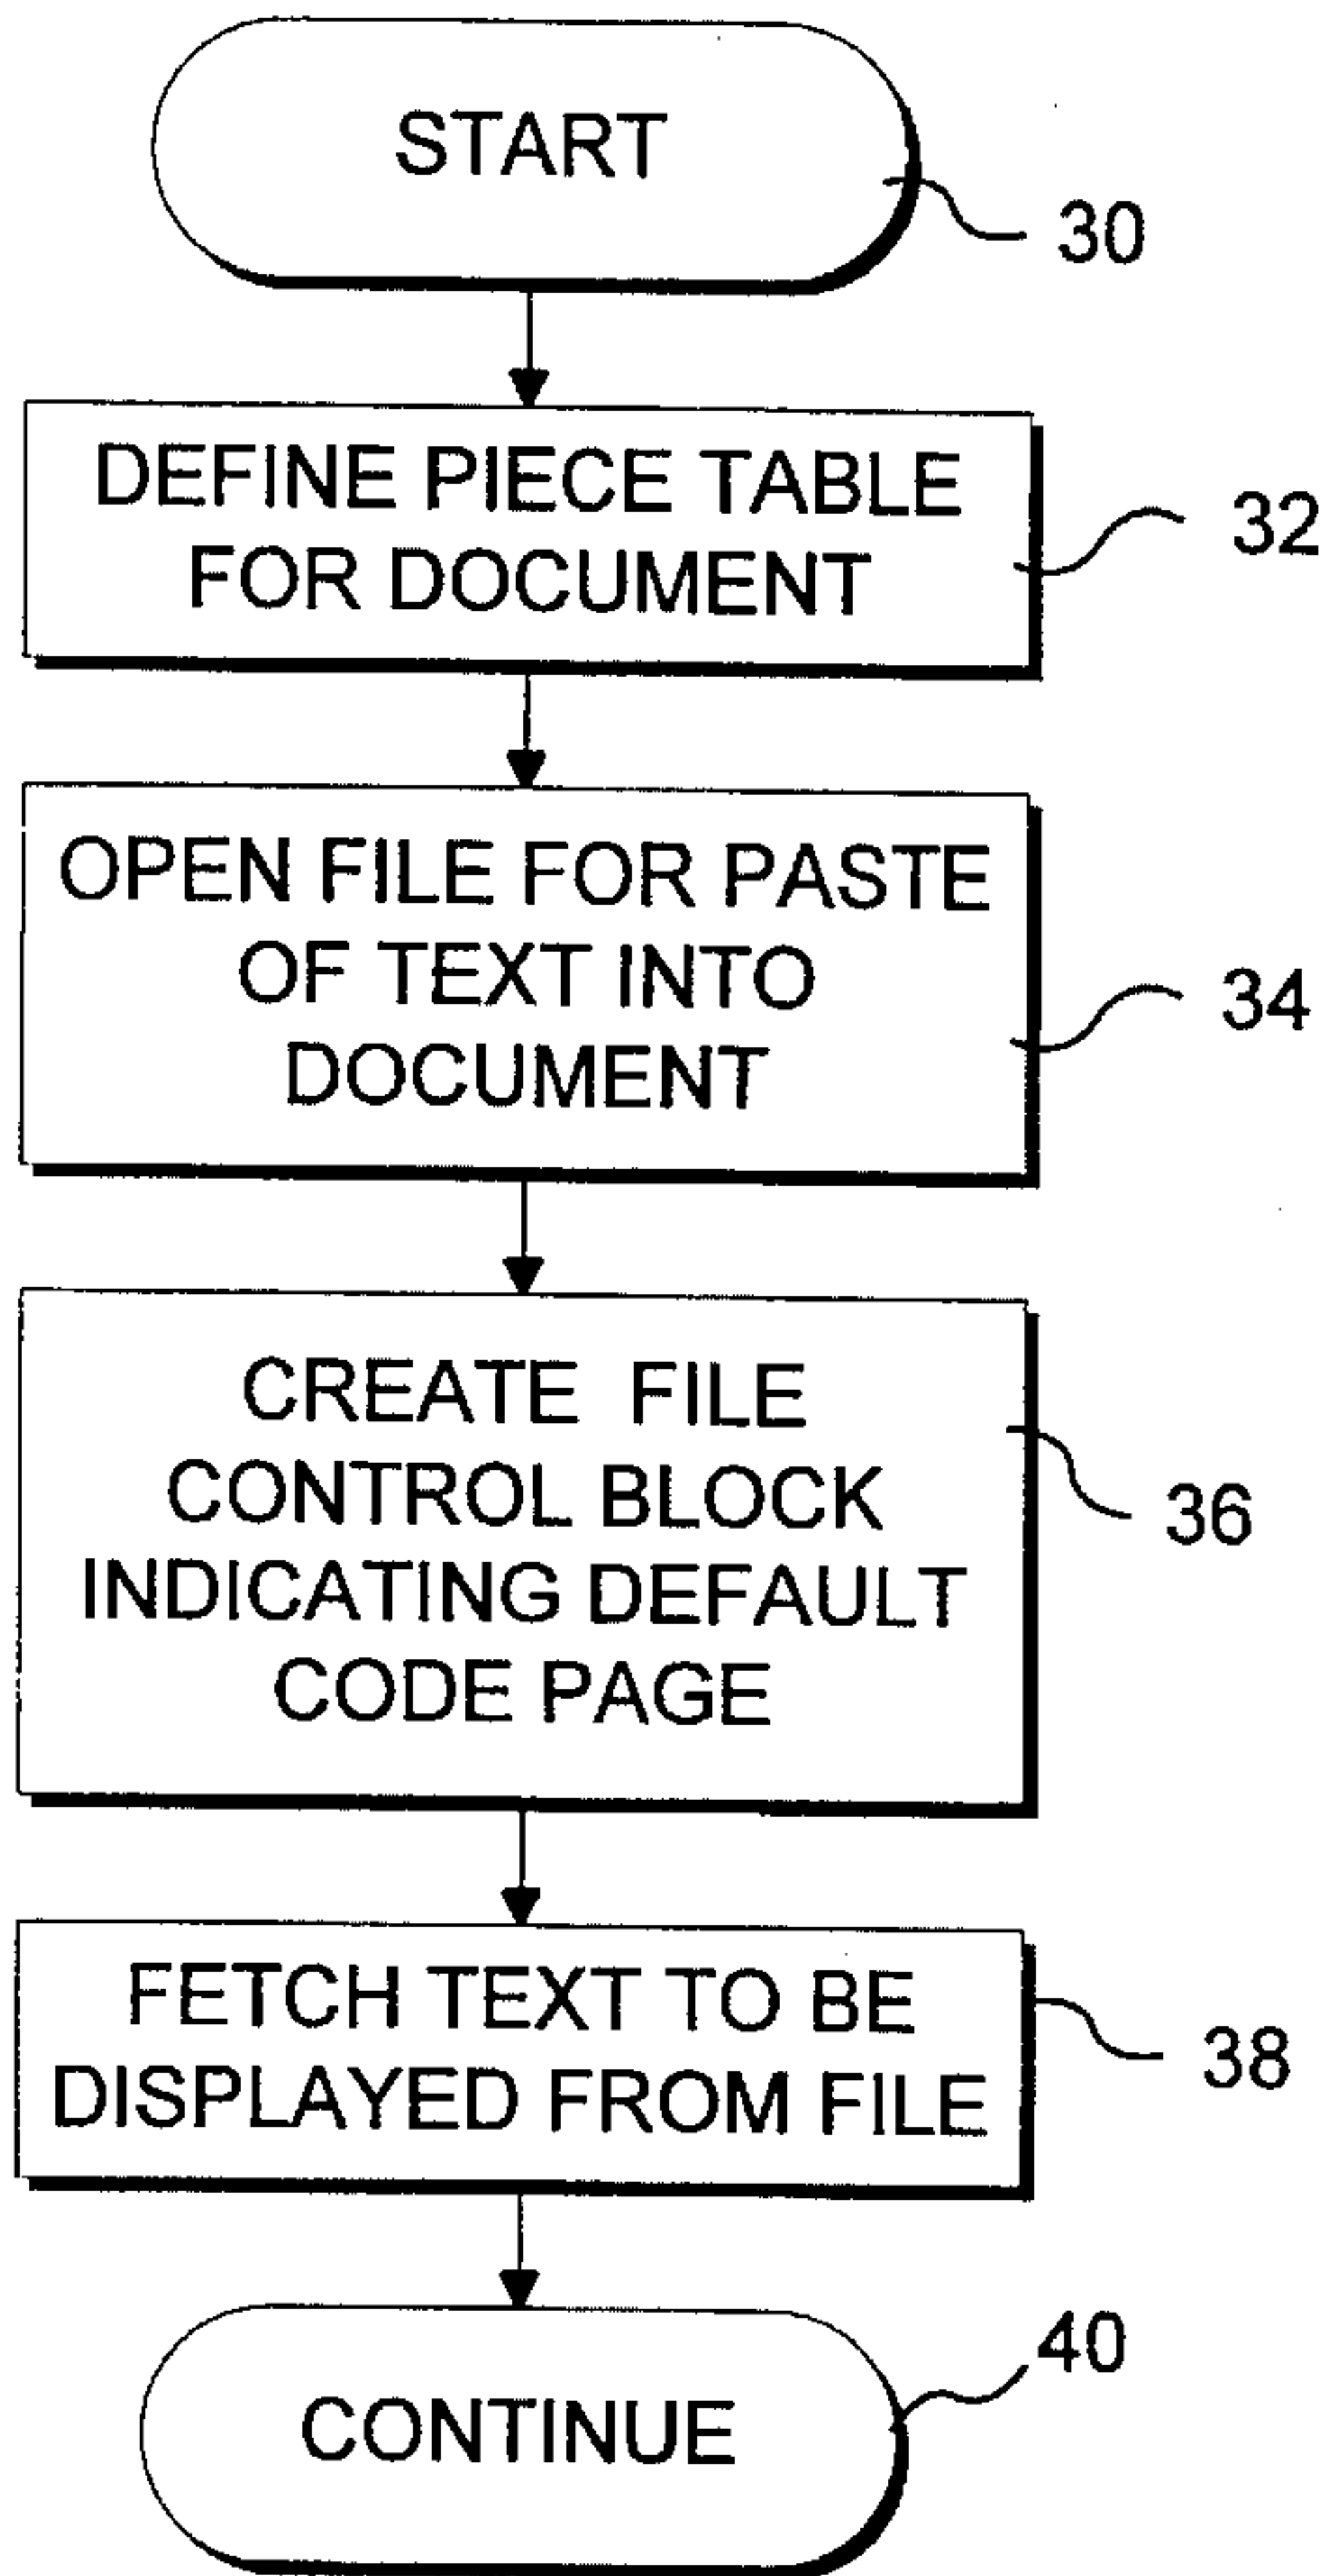 START
30
DEFINE PIECE TABLE
FOR DOCUMENT
32
OPEN FILE FOR PASTE
OF TEXT INTO
DOCUMENT
34
CREATE FILE
CONTROL BLOCK
INDICATING DEFAULT
CODE PAGE
36
FETCH TEXT TO BE
DISPLAYED FROM FILE
38
CONTINUE
40